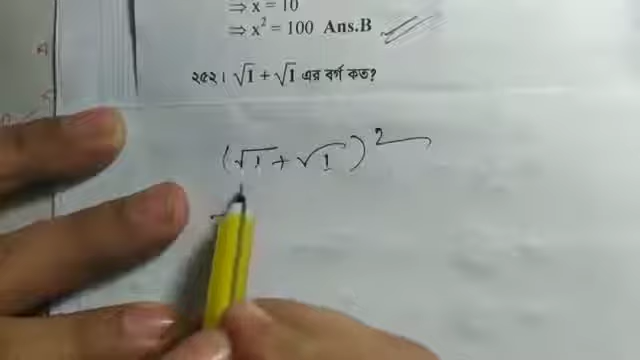 ⇒ x = 10
⇒ x² = 100 Ans.B
২৫২। √1 + √1 এর বর্গ কত?
(√1 + √1)²